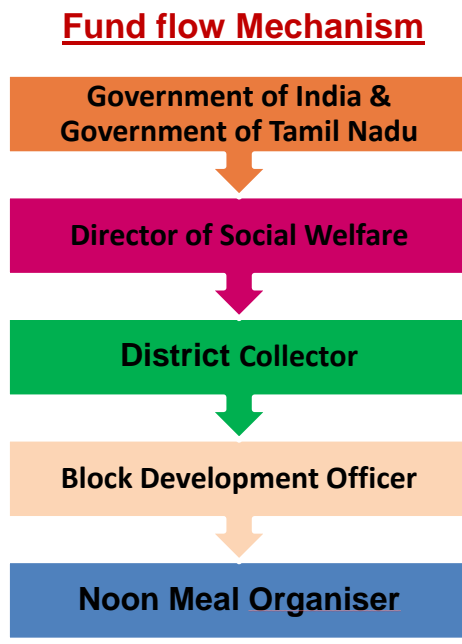 Fund flow Mechanism
Government of India &
Government of Tamil Nadu
Director of Social Welfare
District Collector
Block Development Officer
Noon Meal Organiser